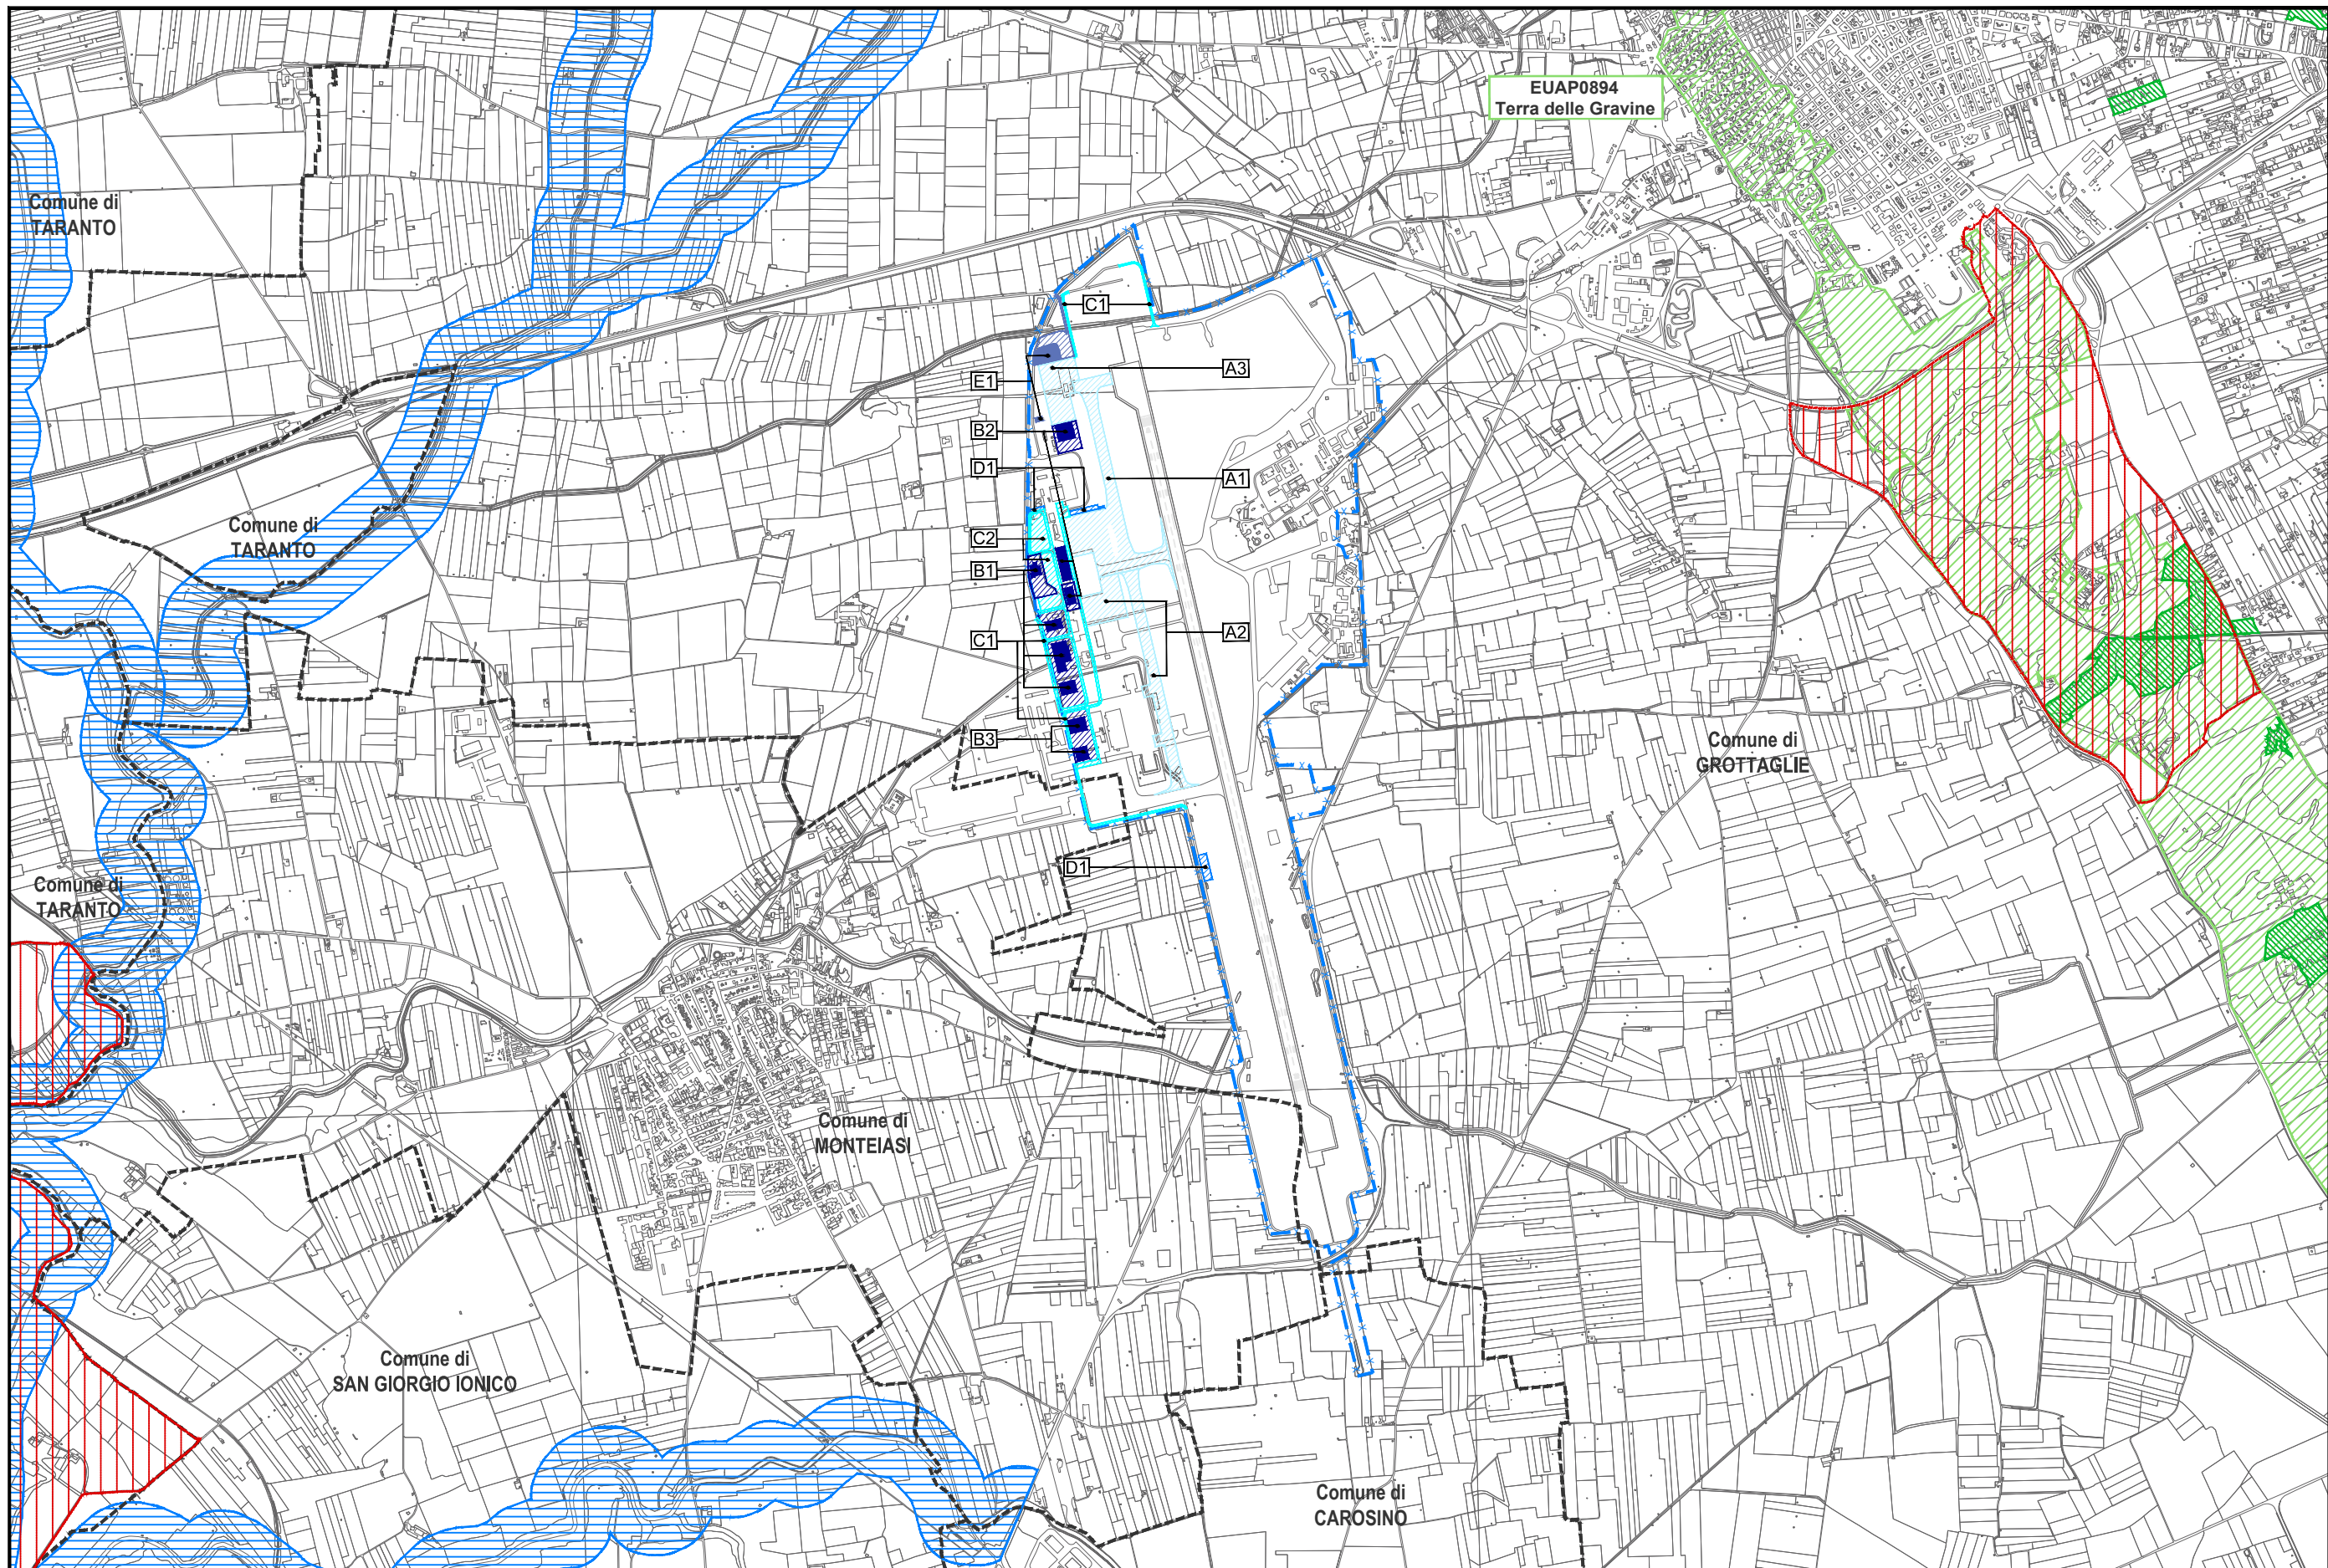 EUAP0894
Terra delle Gravine
Comune di
TARANTO
C1
A3
E1
B2
D1
A1
Comune di
TARANTO
C2
B1
C1
A2
B3
Comune di
GROTTAGLIE
D1
Comune di
TARANTO
Comune di
MONTEIASI
Comune di
SAN GIORGIO IONICO
Comune di
CAROSINO